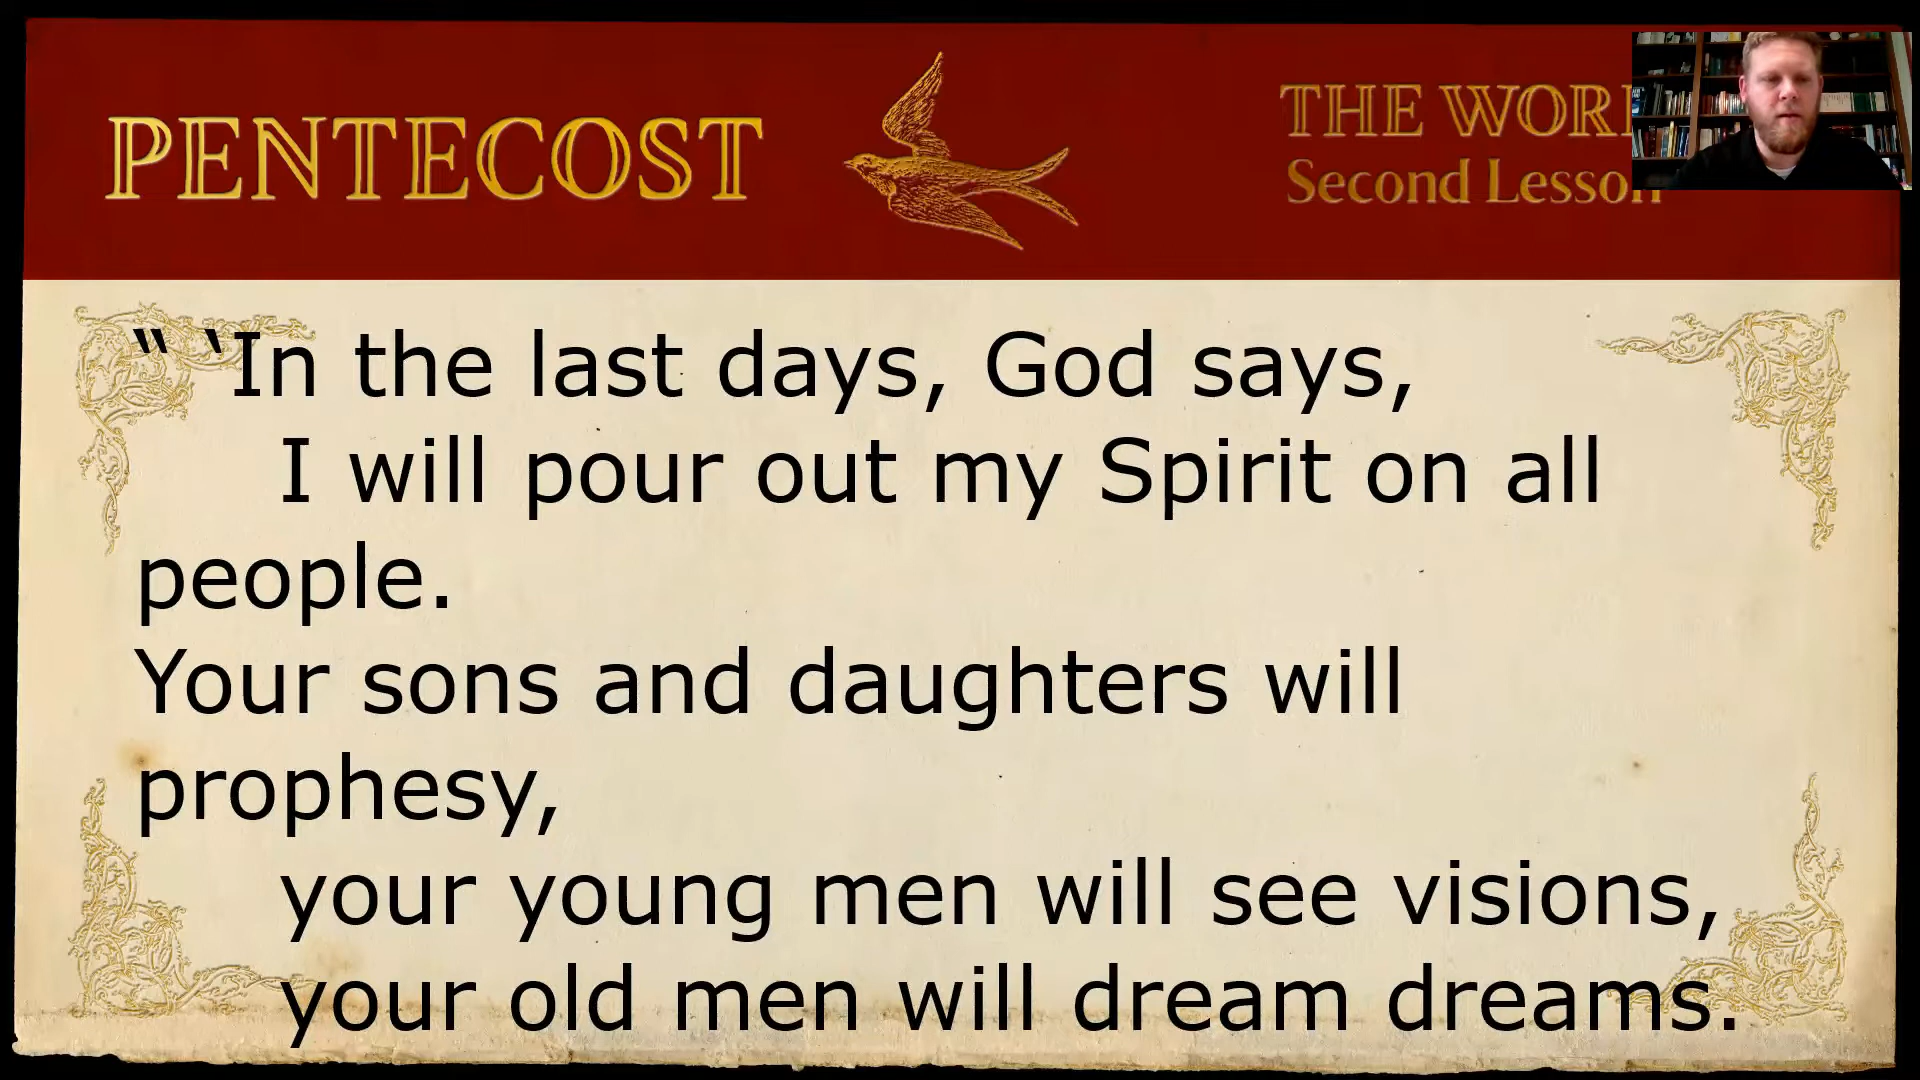 PENTECOST
THE WOR
Second Lesson
“ ‘In the last days, God says,
I will pour out my Spirit on all
people.
Your sons and daughters will
prophesy,
your young men will see visions,
your old men will dream dreams.